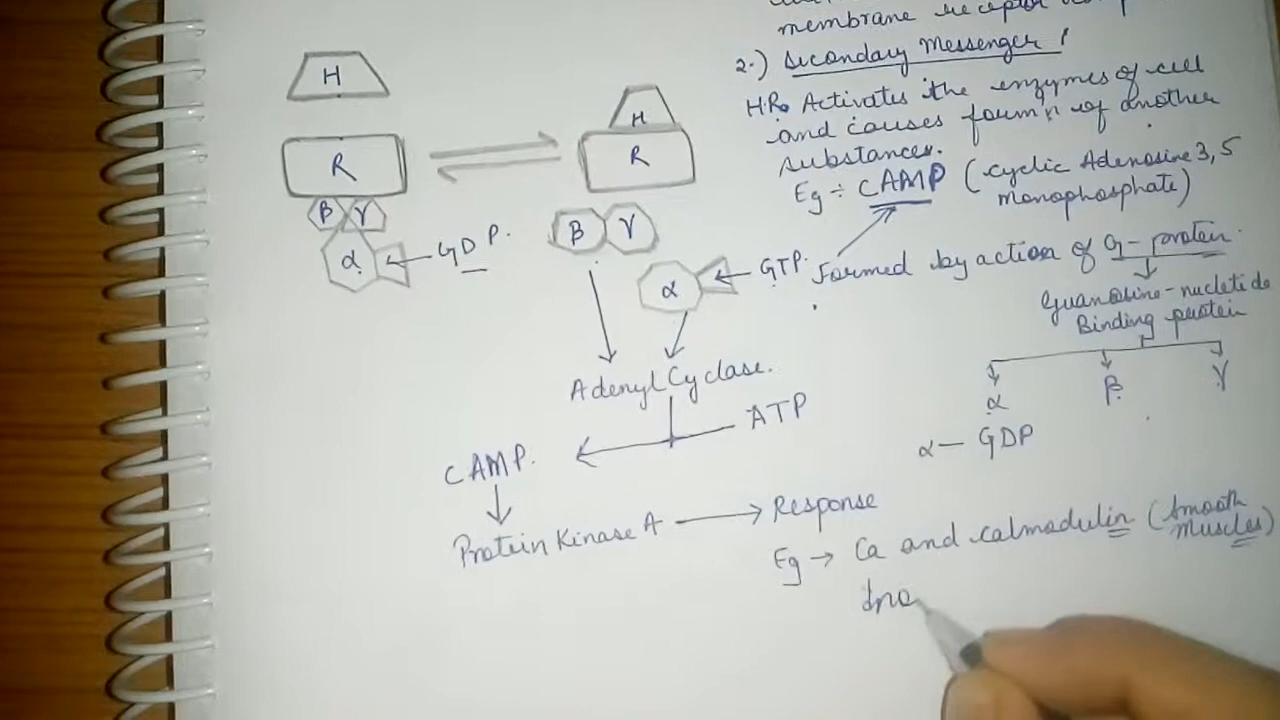 membrane receptor
2.) Secondary Messenger !
H.R. Activates the enzymes of cell
and causes form'n of another
substances.
Eg ÷ CAMP (cyclic Adenosine 3,5
monophosphate)
Formed by action of G- protein.
Guanosine-nucletide
Binding protein
α β γ
α — GDP
H
R
β γ
α ← GDP.
H
R
β γ
α ← GTP.
Adenyl Cyclase.
ATP
CAMP.
Protein Kinase A → Response
Eg → Ca and calmodulin (Smooth
Muscles)